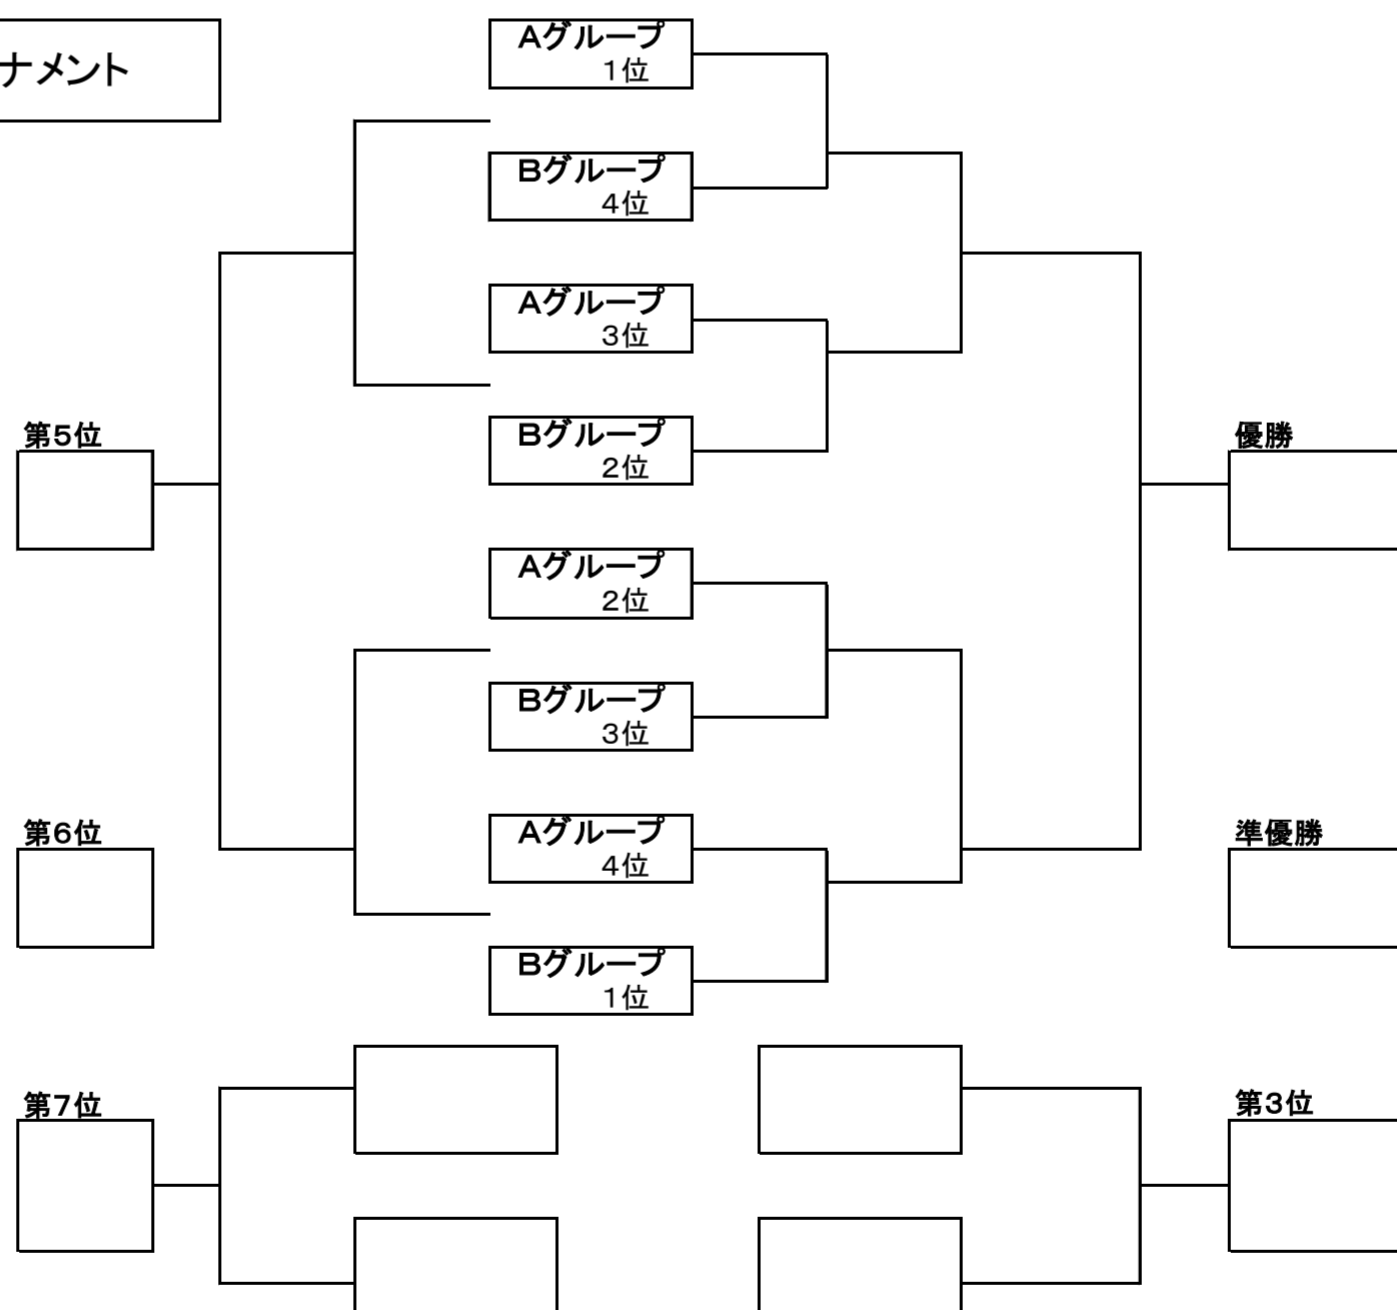 ナメント
Aグループ
1位
Bグループ
4位
Aグループ
3位
Bグループ
2位
第5位
優勝
Aグループ
2位
Bグループ
3位
第6位
Aグループ
4位
準優勝
Bグループ
1位
第7位
第3位